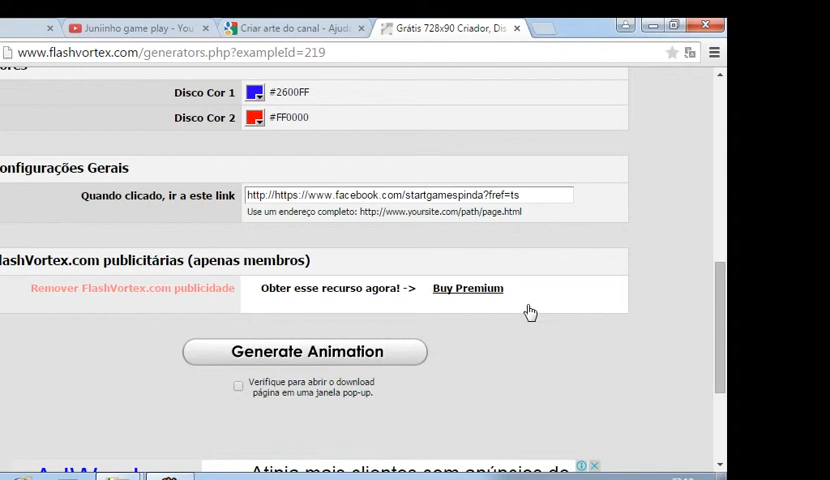 Juniinho game play - You
Criar arte do canal - Ajud
Grátis 728x90 Criador, Dis
www.flashvortex.com/generators.php?exampleId=219
ores
Disco Cor 1 #2600FF
Disco Cor 2 #FF0000
onfigurações Gerais
Quando clicado, ir a este link http://https://www.facebook.com/startgamespinda?fref=ts
Use um endereço completo: http://www.yoursite.com/path/page.html
lashVortex.com publicitárias (apenas membros)
Remover FlashVortex.com publicidade Obter esse recurso agora! -> Buy Premium
Generate Animation
Verifique para abrir o download
página em uma janela pop-up.
Atinja mais clientes com anúncios do